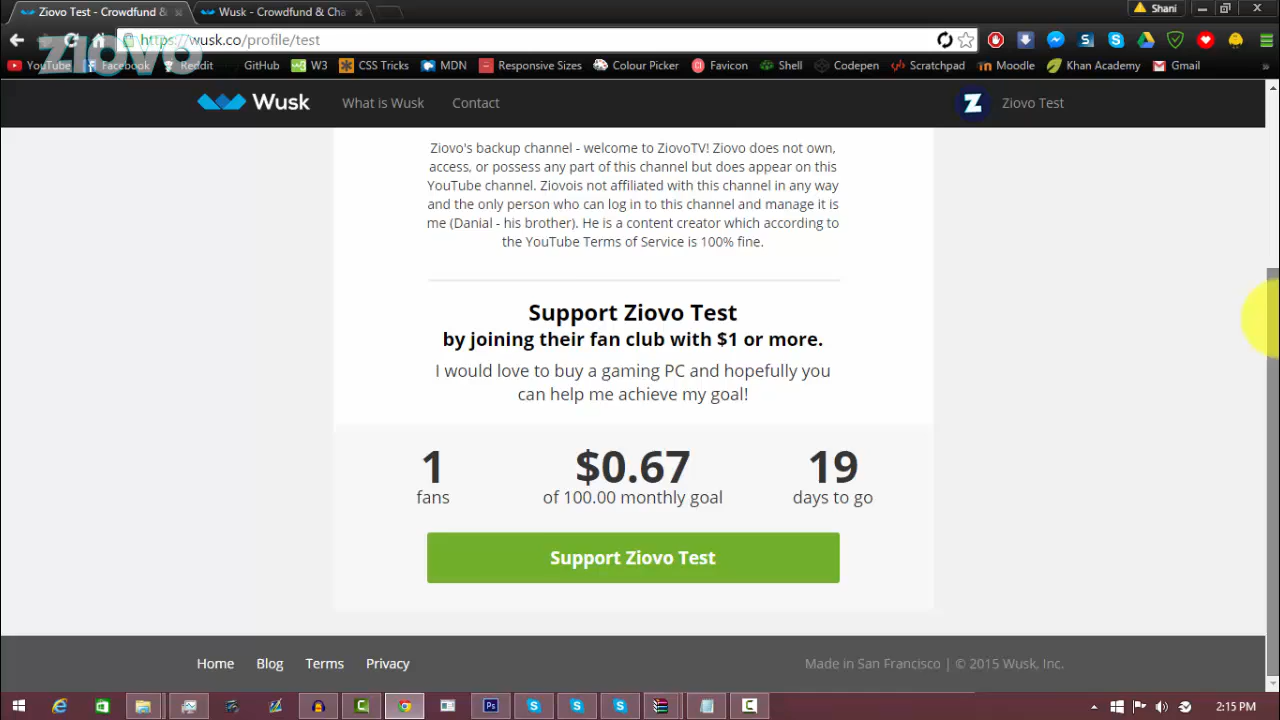 Ziovo Test - Crowdfund &
Wusk - Crowdfund & Cha
Shani
https://wusk.co/profile/test
ziovo
YouTube
Facebook
Reddit
GitHub
W3
CSS Tricks
MDN
Responsive Sizes
Colour Picker
Favicon
Shell
Codepen
Scratchpad
Moodle
Khan Academy
Gmail
»
Wusk
What is Wusk
Contact
Z
Ziovo Test
Ziovo's backup channel - welcome to ZiovoTV! Ziovo does not own,
access, or possess any part of this channel but does appear on this
YouTube channel. Ziovois not affiliated with this channel in any way
and the only person who can log in to this channel and manage it is
me (Danial - his brother). He is a content creator which according to
the YouTube Terms of Service is 100% fine.
Support Ziovo Test
by joining their fan club with $1 or more.
I would love to buy a gaming PC and hopefully you
can help me achieve my goal!
1
fans
$0.67
of 100.00 monthly goal
19
days to go
Support Ziovo Test
Home
Blog
Terms
Privacy
Made in San Francisco | © 2015 Wusk, Inc.
2:15 PM